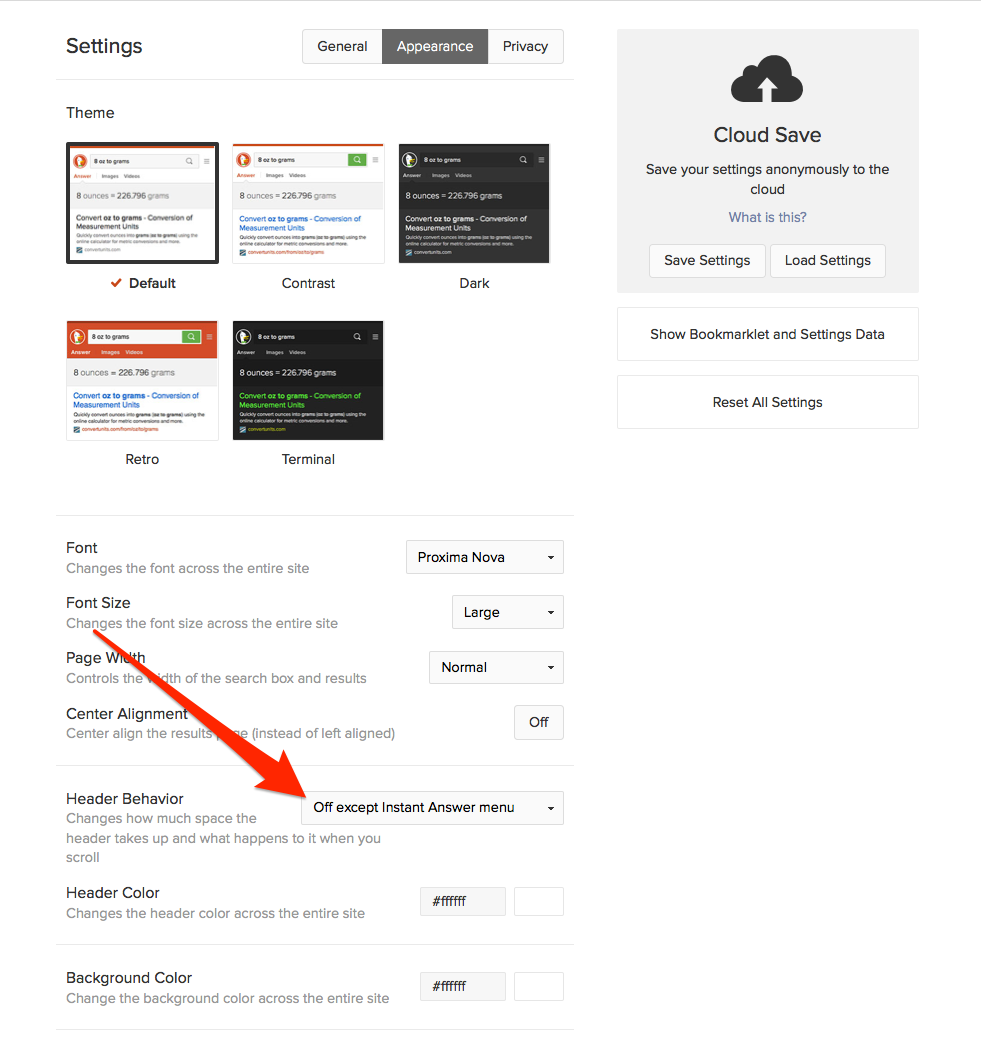 Settings
General
Appearance
Privacy
Theme
8 oz to grams
Answer Images Videos
8 ounces = 226.796 grams
Convert oz to grams - Conversion of
Measurement Units
Quickly convert ounces into grams (oz to grams) using the
online calculator for metric conversions and more.
convertunits.com
8 oz to grams
Answer Images Videos
8 ounces = 226.796 grams
Convert oz to grams - Conversion of
Measurement Units
Quickly convert ounces into grams (oz to grams) using the
online calculator for metric conversions and more.
convertunits.com/from/oz/to/grams
8 oz to grams
Answer Images Videos
8 ounces = 226.796 grams
Convert oz to grams - Conversion of
Measurement Units
Quickly convert ounces into grams (oz to grams) using the
online calculator for metric conversions and more.
convertunits.com
Default
Contrast
Dark
8 oz to grams
Answer Images Videos
8 ounces = 226.796 grams
Convert oz to grams - Conversion of
Measurement Units
Quickly convert ounces into grams (oz to grams) using the
online calculator for metric conversions and more.
convertunits.com/from/oz/to/grams
8 oz to grams
Answer Images Videos
8 ounces = 226.796 grams
Convert oz to grams - Conversion of
Measurement Units
Quickly convert ounces into grams (oz to grams) using the
online calculator for metric conversions and more.
convertunits.com
Retro
Terminal
Font
Changes the font across the entire site
Proxima Nova
Font Size
Changes the font size across the entire site
Large
Page Width
Controls the width of the search box and results
Normal
Center Alignment
Center align the results page (instead of left aligned)
Off
Header Behavior
Changes how much space the
header takes up and what happens to it when you
scroll
Off except Instant Answer menu
Header Color
Changes the header color across the entire site
#ffffff
Background Color
Change the background color across the entire site
#ffffff
Cloud Save
Save your settings anonymously to the
cloud
What is this?
Save Settings
Load Settings
Show Bookmarklet and Settings Data
Reset All Settings